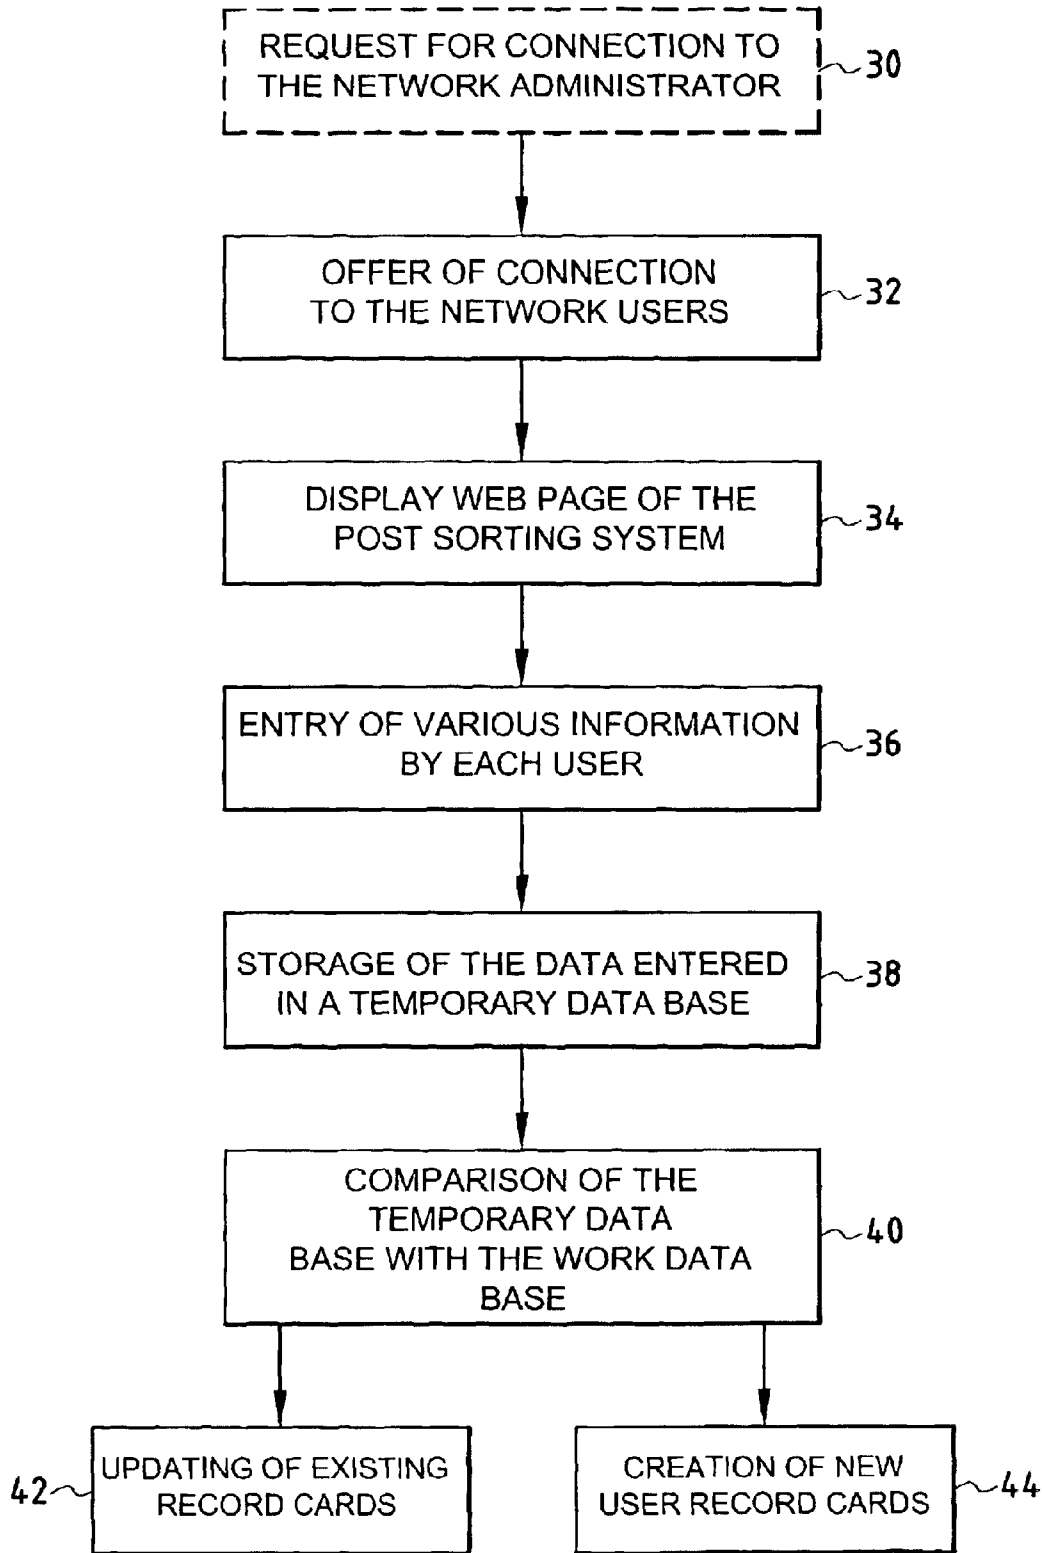 REQUEST FOR CONNECTION TO
THE NETWORK ADMINISTRATOR
30
OFFER OF CONNECTION
TO THE NETWORK USERS
32
DISPLAY WEB PAGE OF THE
POST SORTING SYSTEM
34
ENTRY OF VARIOUS INFORMATION
BY EACH USER
36
STORAGE OF THE DATA ENTERED
IN A TEMPORARY DATA BASE
38
COMPARISON OF THE
TEMPORARY DATA
BASE WITH THE WORK DATA
BASE
40
UPDATING OF EXISTING
RECORD CARDS
42
CREATION OF NEW
USER RECORD CARDS
44